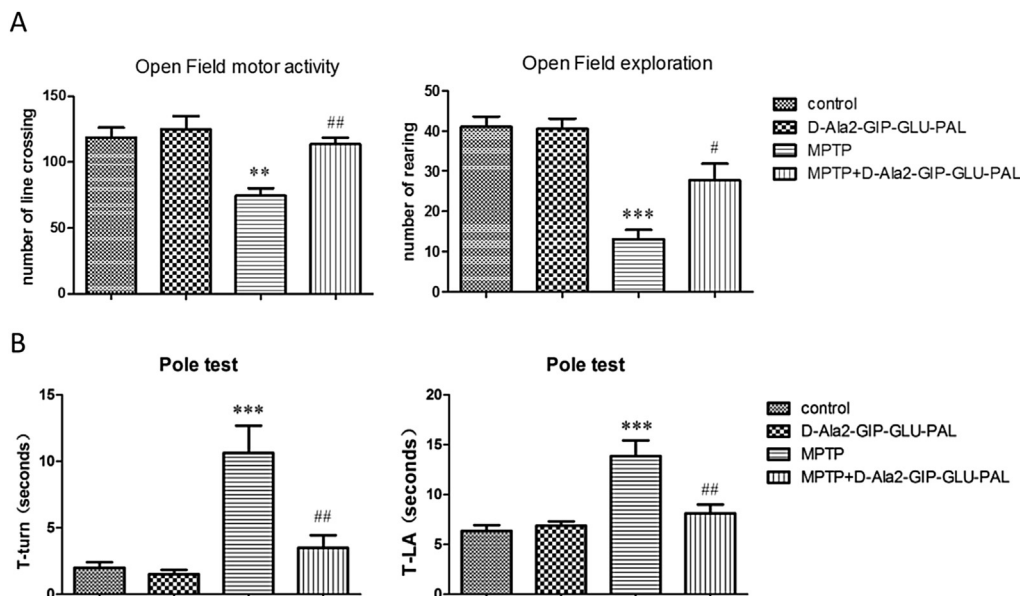 A
Open Field motor activity
number of line crossing
150
100
50
0
**
##
Open Field exploration
number of rearing
50
40
30
20
10
0
***
#
control
D-Ala2-GIP-GLU-PAL
MPTP
MPTP+D-Ala2-GIP-GLU-PAL
B
Pole test
T-turn (seconds)
15
10
5
0
***
##
Pole test
T-LA (seconds)
20
15
10
5
0
***
##
control
D-Ala2-GIP-GLU-PAL
MPTP
MPTP+D-Ala2-GIP-GLU-PAL